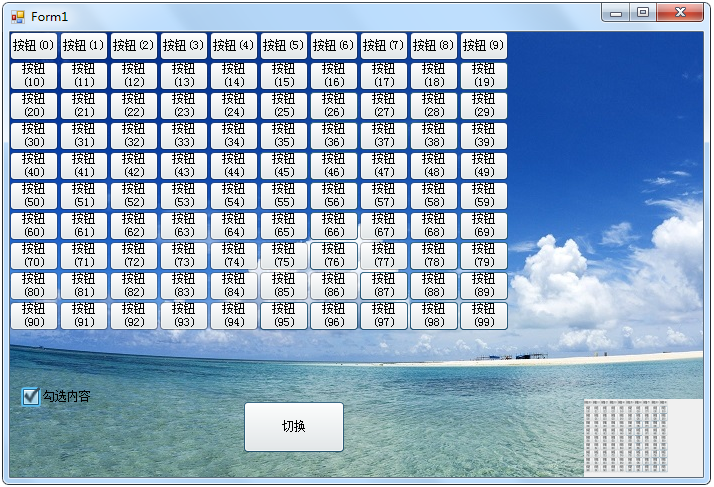 Form1
按钮(0) 按钮(1) 按钮(2) 按钮(3) 按钮(4) 按钮(5) 按钮(6) 按钮(7) 按钮(8) 按钮(9)
按钮 按钮 按钮 按钮 按钮 按钮 按钮 按钮 按钮 按钮
(10) (11) (12) (13) (14) (15) (16) (17) (18) (19)
按钮 按钮 按钮 按钮 按钮 按钮 按钮 按钮 按钮 按钮
(20) (21) (22) (23) (24) (25) (26) (27) (28) (29)
按钮 按钮 按钮 按钮 按钮 按钮 按钮 按钮 按钮 按钮
(30) (31) (32) (33) (34) (35) (36) (37) (38) (39)
按钮 按钮 按钮 按钮 按钮 按钮 按钮 按钮 按钮 按钮
(40) (41) (42) (43) (44) (45) (46) (47) (48) (49)
按钮 按钮 按钮 按钮 按钮 按钮 按钮 按钮 按钮 按钮
(50) (51) (52) (53) (54) (55) (56) (57) (58) (59)
按钮 按钮 按钮 按钮 按钮 按钮 按钮 按钮 按钮 按钮
(60) (61) (62) (63) (64) (65) (66) (67) (68) (69)
按钮 按钮 按钮 按钮 按钮 按钮 按钮 按钮 按钮 按钮
(70) (71) (72) (73) (74) (75) (76) (77) (78) (79)
按钮 按钮 按钮 按钮 按钮 按钮 按钮 按钮 按钮 按钮
(80) (81) (82) (83) (84) (85) (86) (87) (88) (89)
按钮 按钮 按钮 按钮 按钮 按钮 按钮 按钮 按钮 按钮
(90) (91) (92) (93) (94) (95) (96) (97) (98) (99)
勾选内容
切换